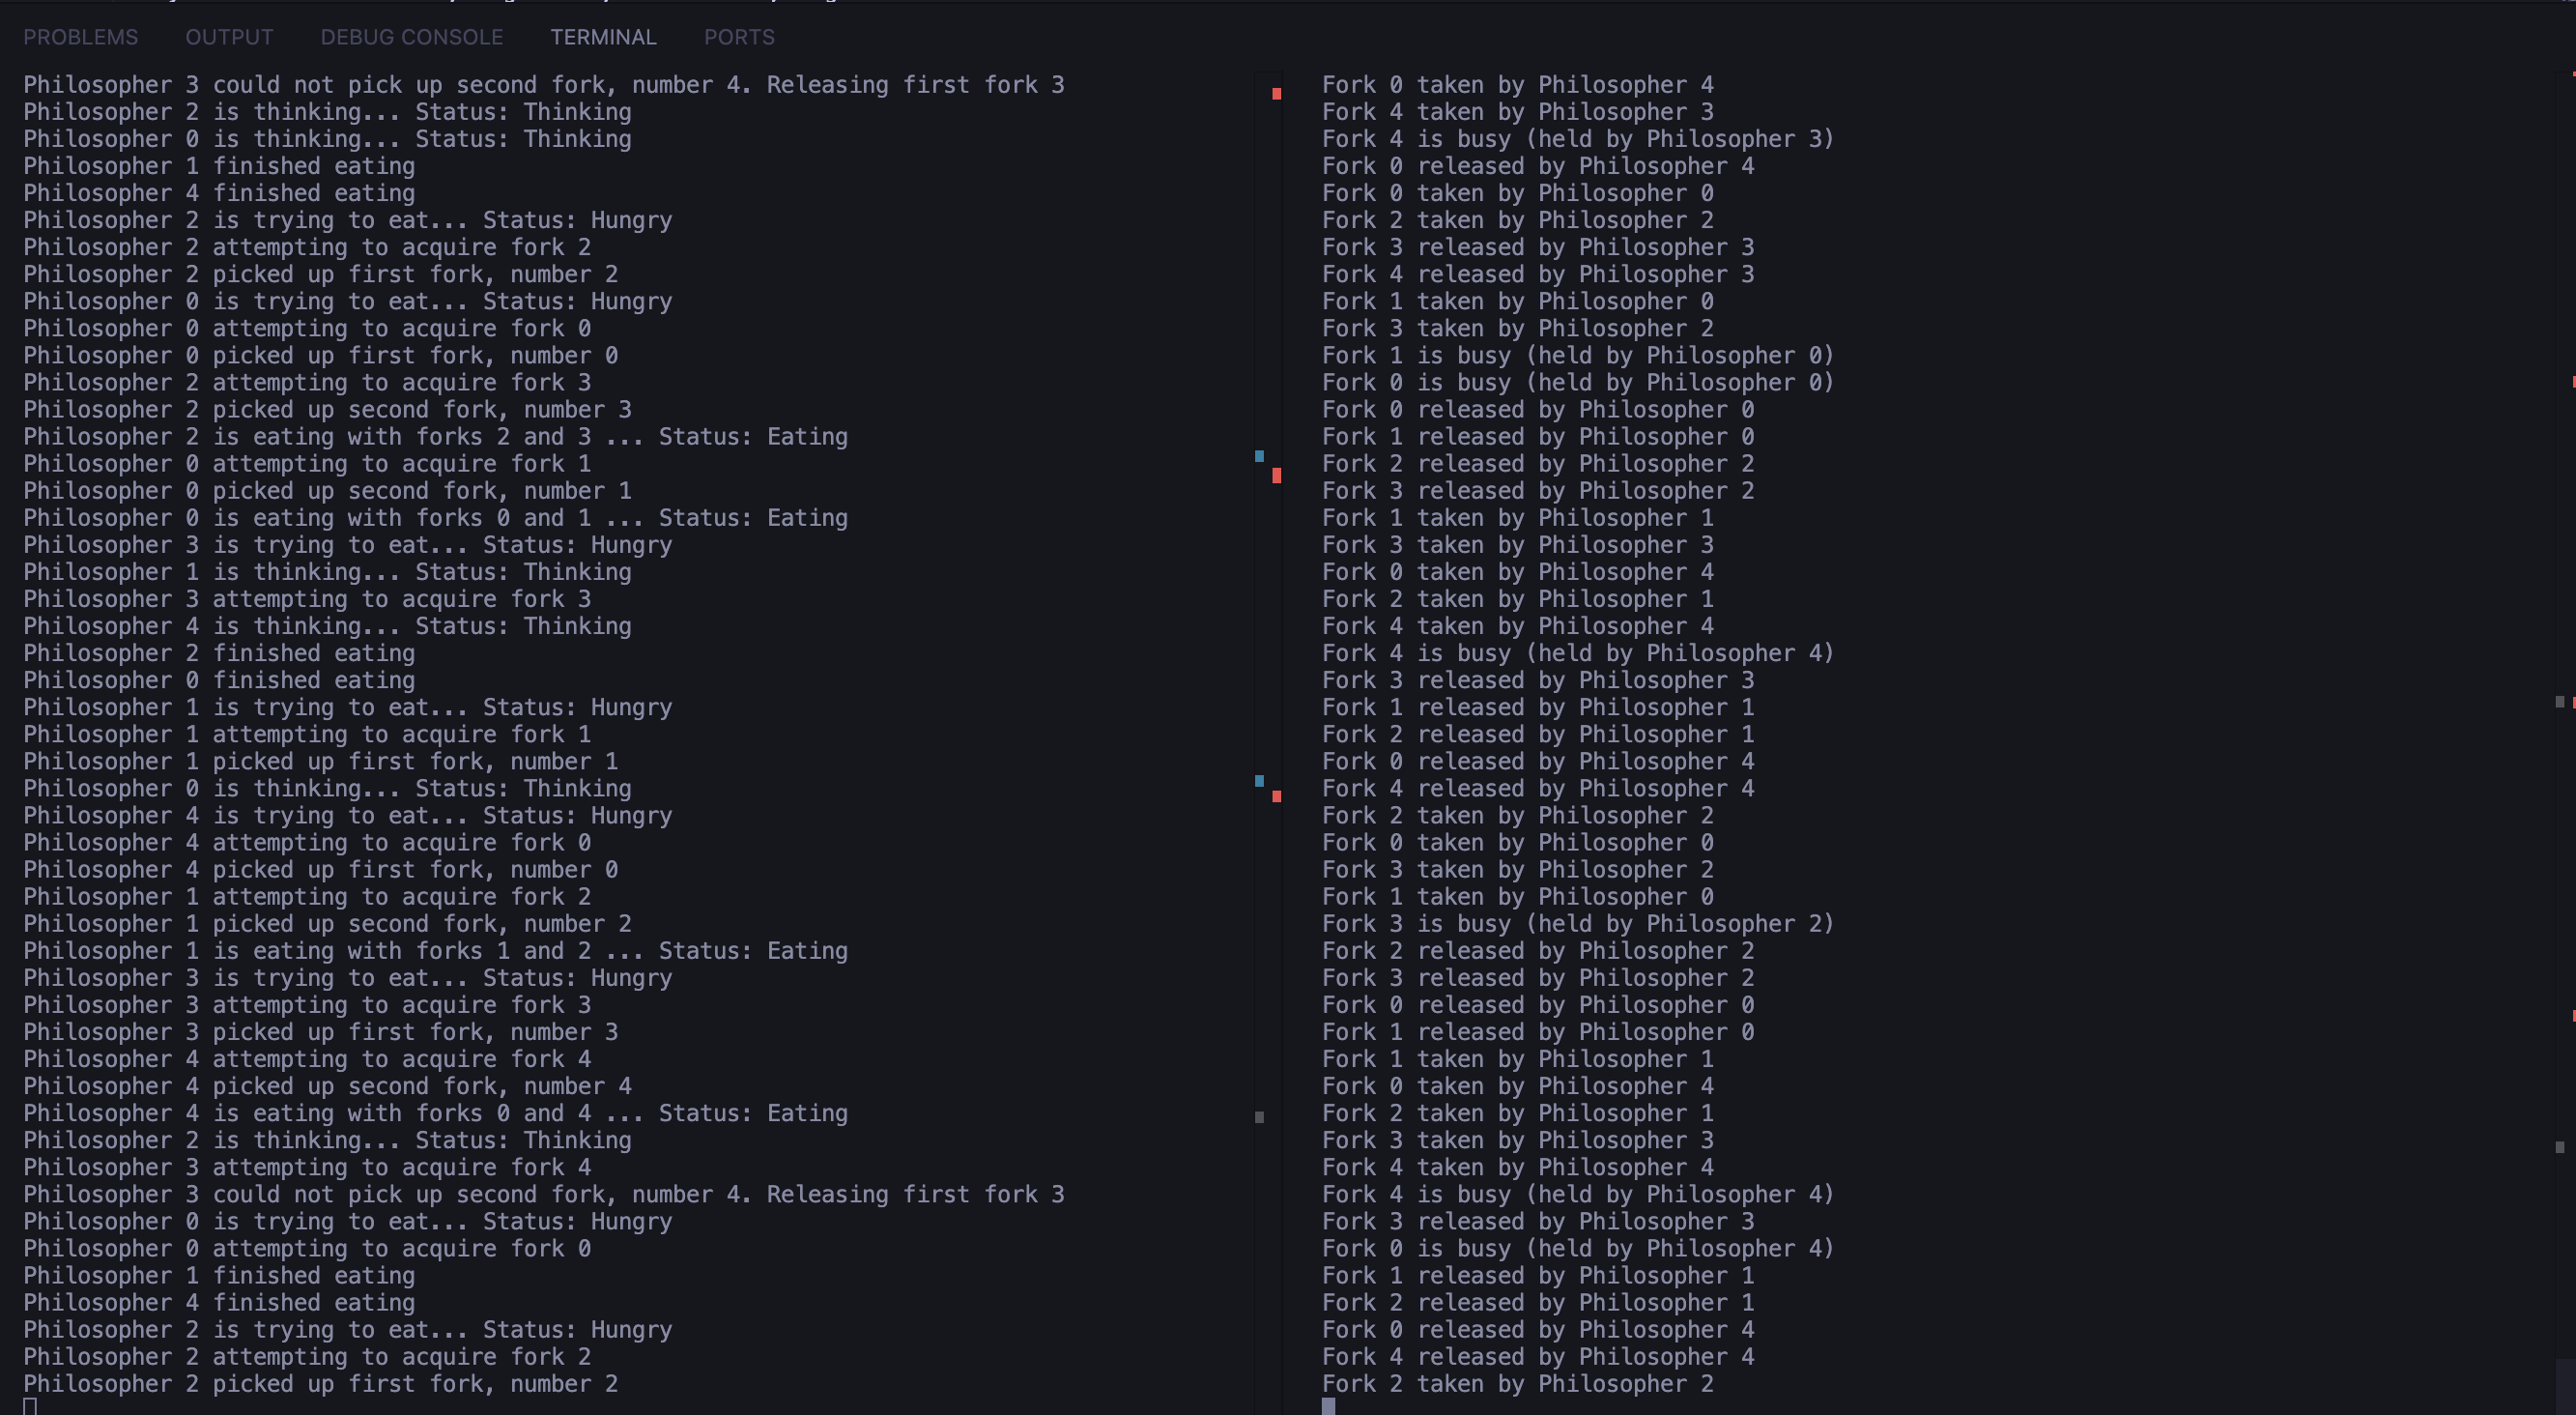 PROBLEMS OUTPUT DEBUG CONSOLE TERMINAL PORTS
Philosopher 3 could not pick up second fork, number 4. Releasing first fork 3
Philosopher 2 is thinking... Status: Thinking
Philosopher 0 is thinking... Status: Thinking
Philosopher 1 finished eating
Philosopher 4 finished eating
Philosopher 2 is trying to eat... Status: Hungry
Philosopher 2 attempting to acquire fork 2
Philosopher 2 picked up first fork, number 2
Philosopher 0 is trying to eat... Status: Hungry
Philosopher 0 attempting to acquire fork 0
Philosopher 0 picked up first fork, number 0
Philosopher 2 attempting to acquire fork 3
Philosopher 2 picked up second fork, number 3
Philosopher 2 is eating with forks 2 and 3 ... Status: Eating
Philosopher 0 attempting to acquire fork 1
Philosopher 0 picked up second fork, number 1
Philosopher 0 is eating with forks 0 and 1 ... Status: Eating
Philosopher 3 is trying to eat... Status: Hungry
Philosopher 1 is thinking... Status: Thinking
Philosopher 3 attempting to acquire fork 3
Philosopher 4 is thinking... Status: Thinking
Philosopher 2 finished eating
Philosopher 0 finished eating
Philosopher 1 is trying to eat... Status: Hungry
Philosopher 1 attempting to acquire fork 1
Philosopher 1 picked up first fork, number 1
Philosopher 0 is thinking... Status: Thinking
Philosopher 4 is trying to eat... Status: Hungry
Philosopher 4 attempting to acquire fork 0
Philosopher 4 picked up first fork, number 0
Philosopher 1 attempting to acquire fork 2
Philosopher 1 picked up second fork, number 2
Philosopher 1 is eating with forks 1 and 2 ... Status: Eating
Philosopher 3 is trying to eat... Status: Hungry
Philosopher 3 attempting to acquire fork 3
Philosopher 3 picked up first fork, number 3
Philosopher 4 attempting to acquire fork 4
Philosopher 4 picked up second fork, number 4
Philosopher 4 is eating with forks 0 and 4 ... Status: Eating
Philosopher 2 is thinking... Status: Thinking
Philosopher 3 attempting to acquire fork 4
Philosopher 3 could not pick up second fork, number 4. Releasing first fork 3
Philosopher 0 is trying to eat... Status: Hungry
Philosopher 0 attempting to acquire fork 0
Philosopher 1 finished eating
Philosopher 4 finished eating
Philosopher 2 is trying to eat... Status: Hungry
Philosopher 2 attempting to acquire fork 2
Philosopher 2 picked up first fork, number 2
Fork 0 taken by Philosopher 4
Fork 4 taken by Philosopher 3
Fork 4 is busy (held by Philosopher 3)
Fork 0 released by Philosopher 4
Fork 0 taken by Philosopher 0
Fork 2 taken by Philosopher 2
Fork 3 released by Philosopher 3
Fork 4 released by Philosopher 3
Fork 1 taken by Philosopher 0
Fork 3 taken by Philosopher 2
Fork 1 is busy (held by Philosopher 0)
Fork 0 is busy (held by Philosopher 0)
Fork 0 released by Philosopher 0
Fork 1 released by Philosopher 0
Fork 2 released by Philosopher 2
Fork 3 released by Philosopher 2
Fork 1 taken by Philosopher 1
Fork 3 taken by Philosopher 3
Fork 0 taken by Philosopher 4
Fork 2 taken by Philosopher 1
Fork 4 taken by Philosopher 4
Fork 4 is busy (held by Philosopher 4)
Fork 3 released by Philosopher 3
Fork 1 released by Philosopher 1
Fork 2 released by Philosopher 1
Fork 0 released by Philosopher 4
Fork 4 released by Philosopher 4
Fork 2 taken by Philosopher 2
Fork 0 taken by Philosopher 0
Fork 3 taken by Philosopher 2
Fork 1 taken by Philosopher 0
Fork 3 is busy (held by Philosopher 2)
Fork 2 released by Philosopher 2
Fork 3 released by Philosopher 2
Fork 0 released by Philosopher 0
Fork 1 released by Philosopher 0
Fork 1 taken by Philosopher 1
Fork 0 taken by Philosopher 4
Fork 2 taken by Philosopher 1
Fork 3 taken by Philosopher 3
Fork 4 taken by Philosopher 4
Fork 4 is busy (held by Philosopher 4)
Fork 3 released by Philosopher 3
Fork 0 is busy (held by Philosopher 4)
Fork 1 released by Philosopher 1
Fork 2 released by Philosopher 1
Fork 0 released by Philosopher 4
Fork 4 released by Philosopher 4
Fork 2 taken by Philosopher 2